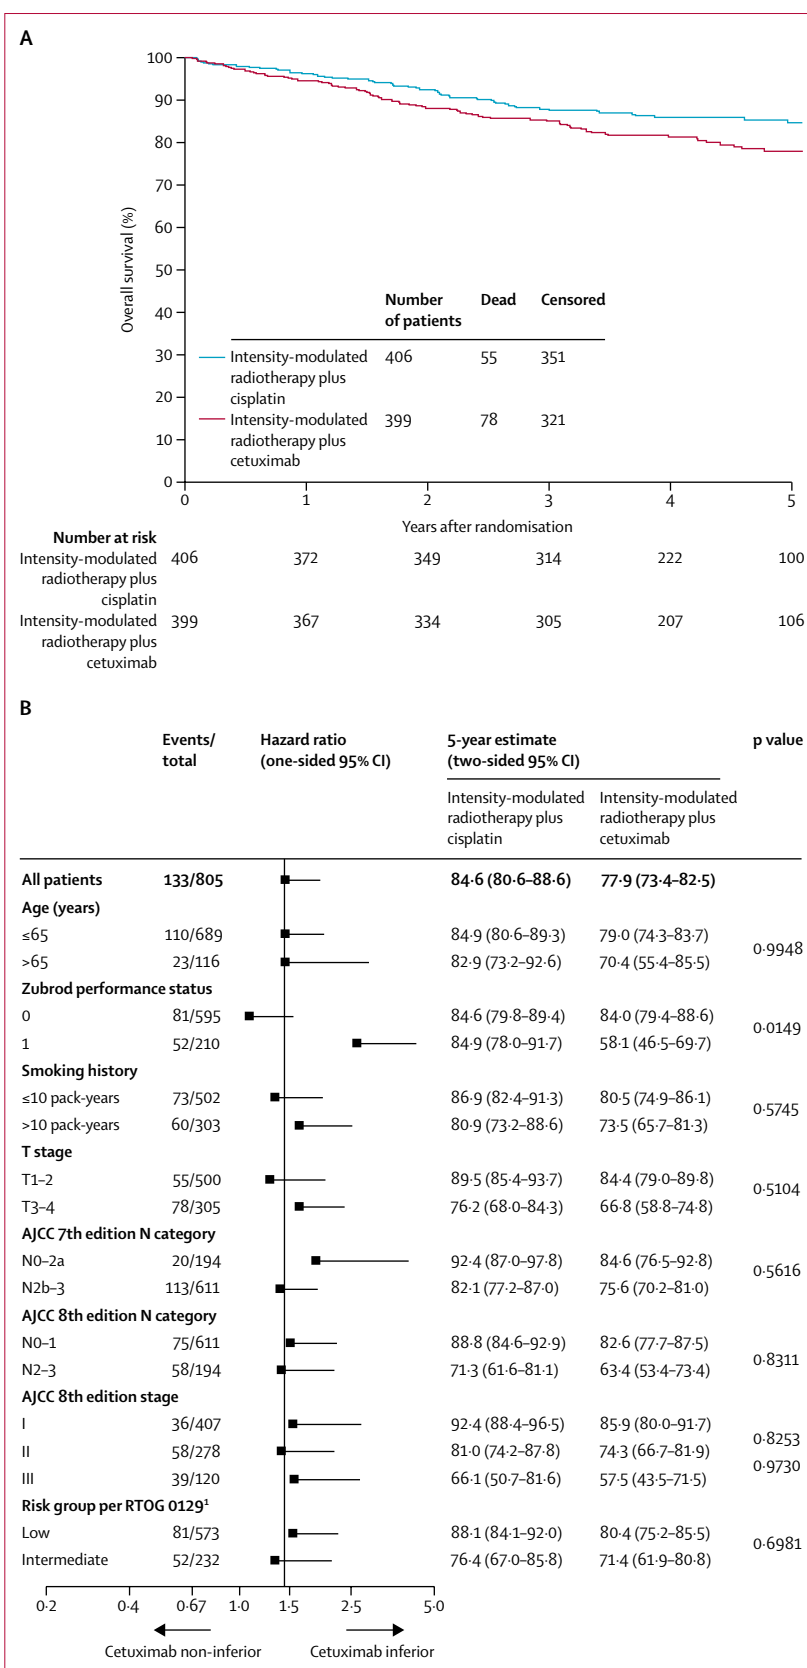 A
100
90
80
70
60
50
40
30
20
10
0
Overall survival (%)
Number of patients Dead Censored
Intensity-modulated radiotherapy plus cisplatin 406 55 351
Intensity-modulated radiotherapy plus cetuximab 399 78 321
0 1 2 3 4 5
Years after randomisation
Number at risk
Intensity-modulated radiotherapy plus cisplatin 406 372 349 314 222 100
Intensity-modulated radiotherapy plus cetuximab 399 367 334 305 207 106
B
Events/total Hazard ratio (one-sided 95% CI) 5-year estimate (two-sided 95% CI) p value
Intensity-modulated radiotherapy plus cisplatin Intensity-modulated radiotherapy plus cetuximab
All patients 133/805 84·6 (80·6–88·6) 77·9 (73·4–82·5)
Age (years)
≤65 110/689 84·9 (80·6–89·3) 79·0 (74·3–83·7)
0·9948
>65 23/116 82·9 (73·2–92·6) 70·4 (55·4–85·5)
Zubrod performance status
0 81/595 84·6 (79·8–89·4) 84·0 (79·4–88·6)
0·0149
1 52/210 84·9 (78·0–91·7) 58·1 (46·5–69·7)
Smoking history
≤10 pack-years 73/502 86·9 (82·4–91·3) 80·5 (74·9–86·1)
0·5745
>10 pack-years 60/303 80·9 (73·2–88·6) 73·5 (65·7–81·3)
T stage
T1–2 55/500 89·5 (85·4–93·7) 84·4 (79·0–89·8)
0·5104
T3–4 78/305 76·2 (68·0–84·3) 66·8 (58·8–74·8)
AJCC 7th edition N category
N0–2a 20/194 92·4 (87·0–97·8) 84·6 (76·5–92·8)
0·5616
N2b–3 113/611 82·1 (77·2–87·0) 75·6 (70·2–81·0)
AJCC 8th edition N category
N0–1 75/611 88·8 (84·6–92·9) 82·6 (77·7–87·5)
0·8311
N2–3 58/194 71·3 (61·6–81·1) 63·4 (53·4–73·4)
AJCC 8th edition stage
I 36/407 92·4 (88·4–96·5) 85·9 (80·0–91·7)
0·8253
II 58/278 81·0 (74·2–87·8) 74·3 (66·7–81·9)
0·9730
III 39/120 66·1 (50·7–81·6) 57·5 (43·5–71·5)
Risk group per RTOG 0129¹
Low 81/573 88·1 (84·1–92·0) 80·4 (75·2–85·5)
0·6981
Intermediate 52/232 76·4 (67·0–85·8) 71·4 (61·9–80·8)
0·2 0·4 0·67 1·0 1·5 2·5 5·0
Cetuximab non-inferior Cetuximab inferior